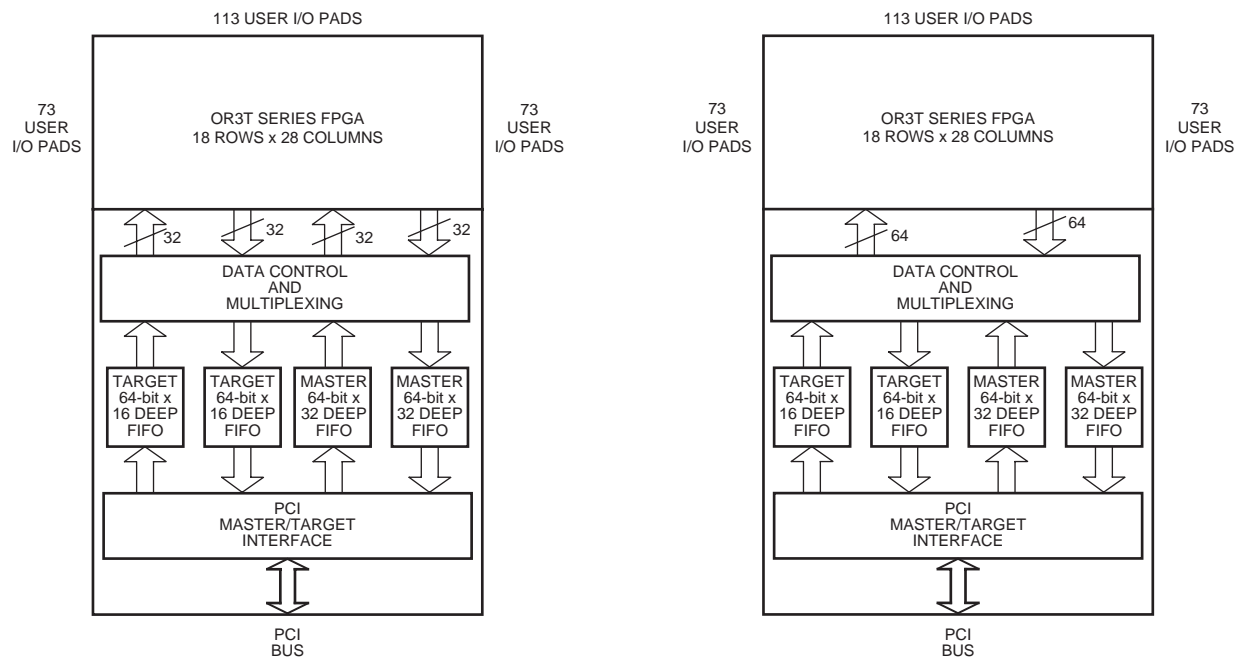 113 USER I/O PADS
73
USER
I/O PADS
OR3T SERIES FPGA
18 ROWS x 28 COLUMNS
73
USER
I/O PADS
32
32
32
32
DATA CONTROL
AND
MULTIPLEXING
TARGET
64-bit x
16 DEEP
FIFO
TARGET
64-bit x
16 DEEP
FIFO
MASTER
64-bit x
32 DEEP
FIFO
MASTER
64-bit x
32 DEEP
FIFO
PCI
MASTER/TARGET
INTERFACE
PCI
BUS
113 USER I/O PADS
73
USER
I/O PADS
OR3T SERIES FPGA
18 ROWS x 28 COLUMNS
73
USER
I/O PADS
64
64
DATA CONTROL
AND
MULTIPLEXING
TARGET
64-bit x
16 DEEP
FIFO
TARGET
64-bit x
16 DEEP
FIFO
MASTER
64-bit x
32 DEEP
FIFO
MASTER
64-bit x
32 DEEP
FIFO
PCI
MASTER/TARGET
INTERFACE
PCI
BUS